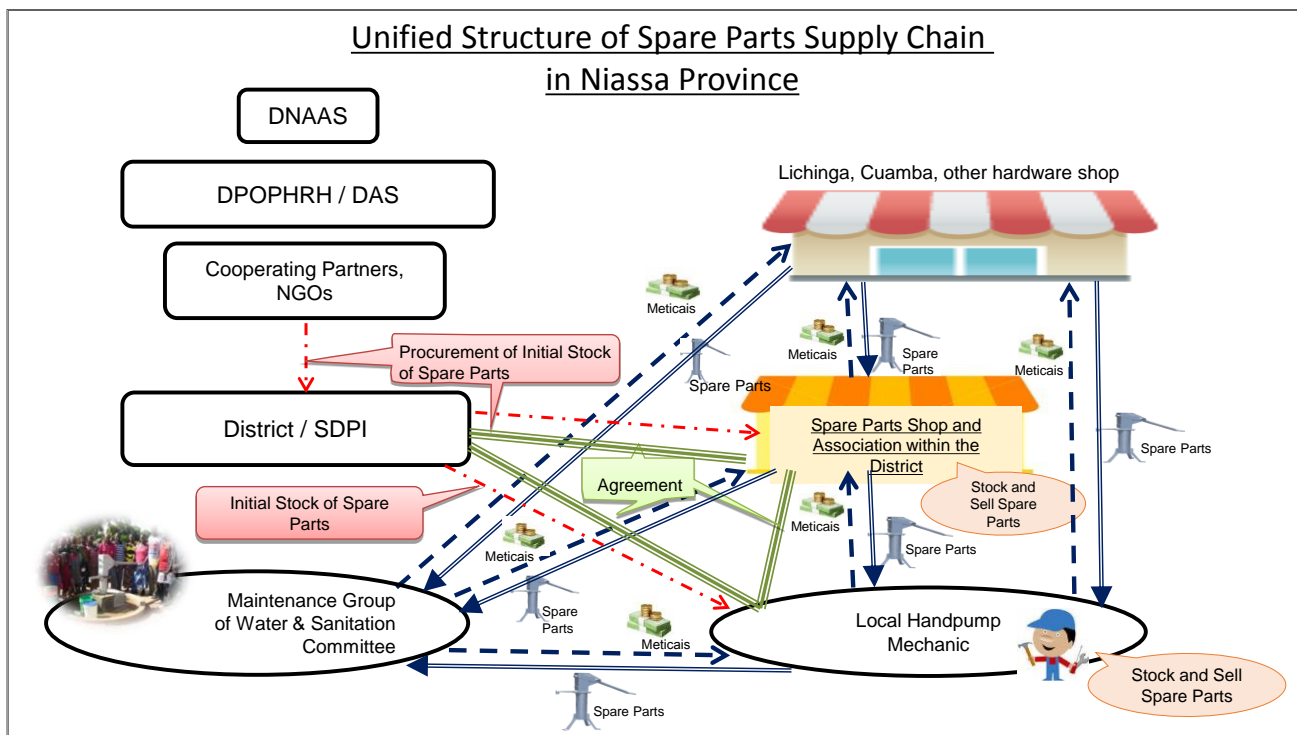 Unified Structure of Spare Parts Supply Chain
in Niassa Province
DNAAS
DPOPHRH / DAS
Lichinga, Cuamba, other hardware shop
Cooperating Partners,
NGOs
Meticais
Procurement of Initial Stock
of Spare Parts
Meticais
Spare
Parts
Meticais
Spare Parts
District / SDPI
Spare Parts Shop and
Association within the
District
Spare Parts
Initial Stock of Spare
Parts
Agreement
Stock and
Sell Spare
Parts
Meticais
Meticais
Spare Parts
Maintenance Group
of Water & Sanitation
Committee
Spare
Parts
Meticais
Local Handpump
Mechanic
Stock and Sell
Spare Parts
Spare Parts